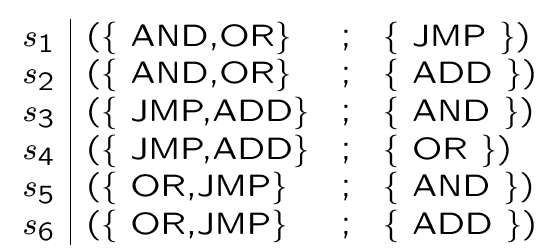 s1 ({ AND,OR} ; { JMP })
s2 ({ AND,OR} ; { ADD })
s3 ({ JMP,ADD} ; { AND })
s4 ({ JMP,ADD} ; { OR })
s5 ({ OR,JMP} ; { AND })
s6 ({ OR,JMP} ; { ADD })